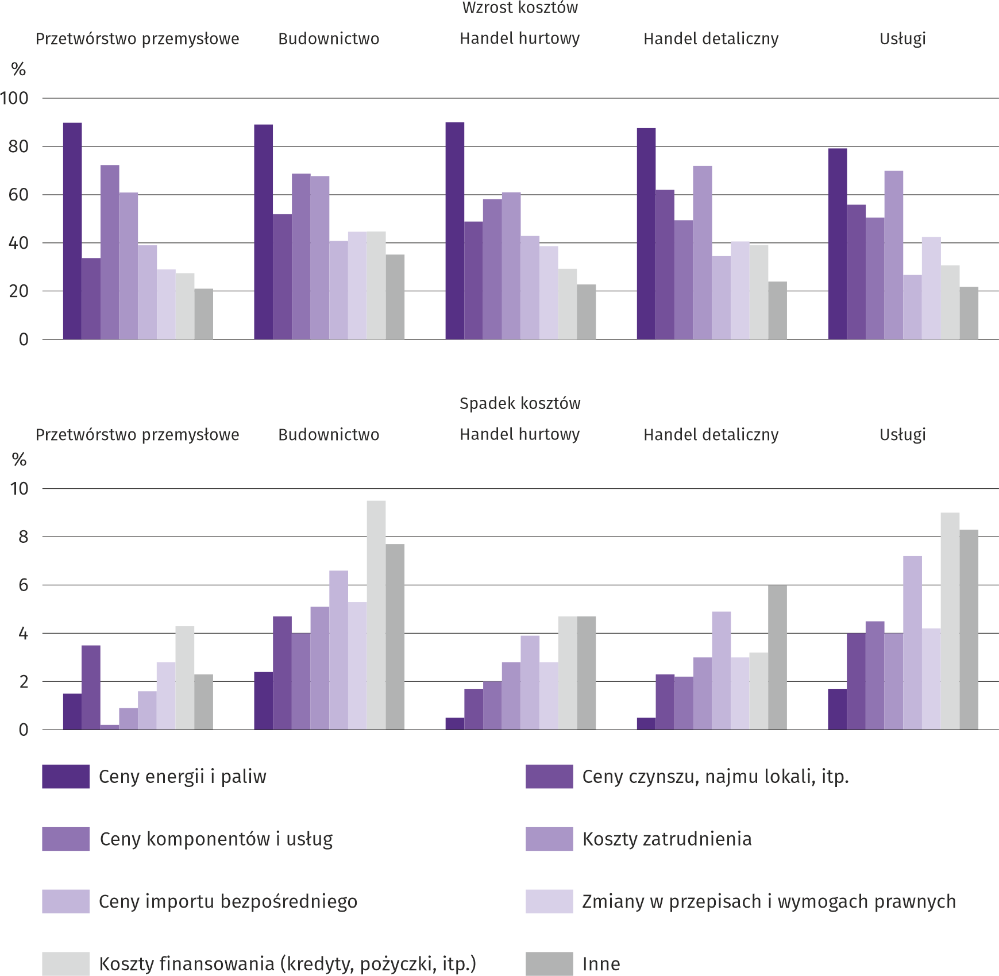 Wzrost kosztów
Przetwórstwo przemysłowe Budownictwo Handel hurtowy Handel detaliczny Usługi
%
100
80
60
40
20
0
Spadek kosztów
Przetwórstwo przemysłowe Budownictwo Handel hurtowy Handel detaliczny Usługi
%
10
8
6
4
2
0
Ceny energii i paliw Ceny czynszu, najmu lokali, itp.
Ceny komponentów i usług Koszty zatrudnienia
Ceny importu bezpośredniego Zmiany w przepisach i wymogach prawnych
Koszty finansowania (kredyty, pożyczki, itp.) Inne